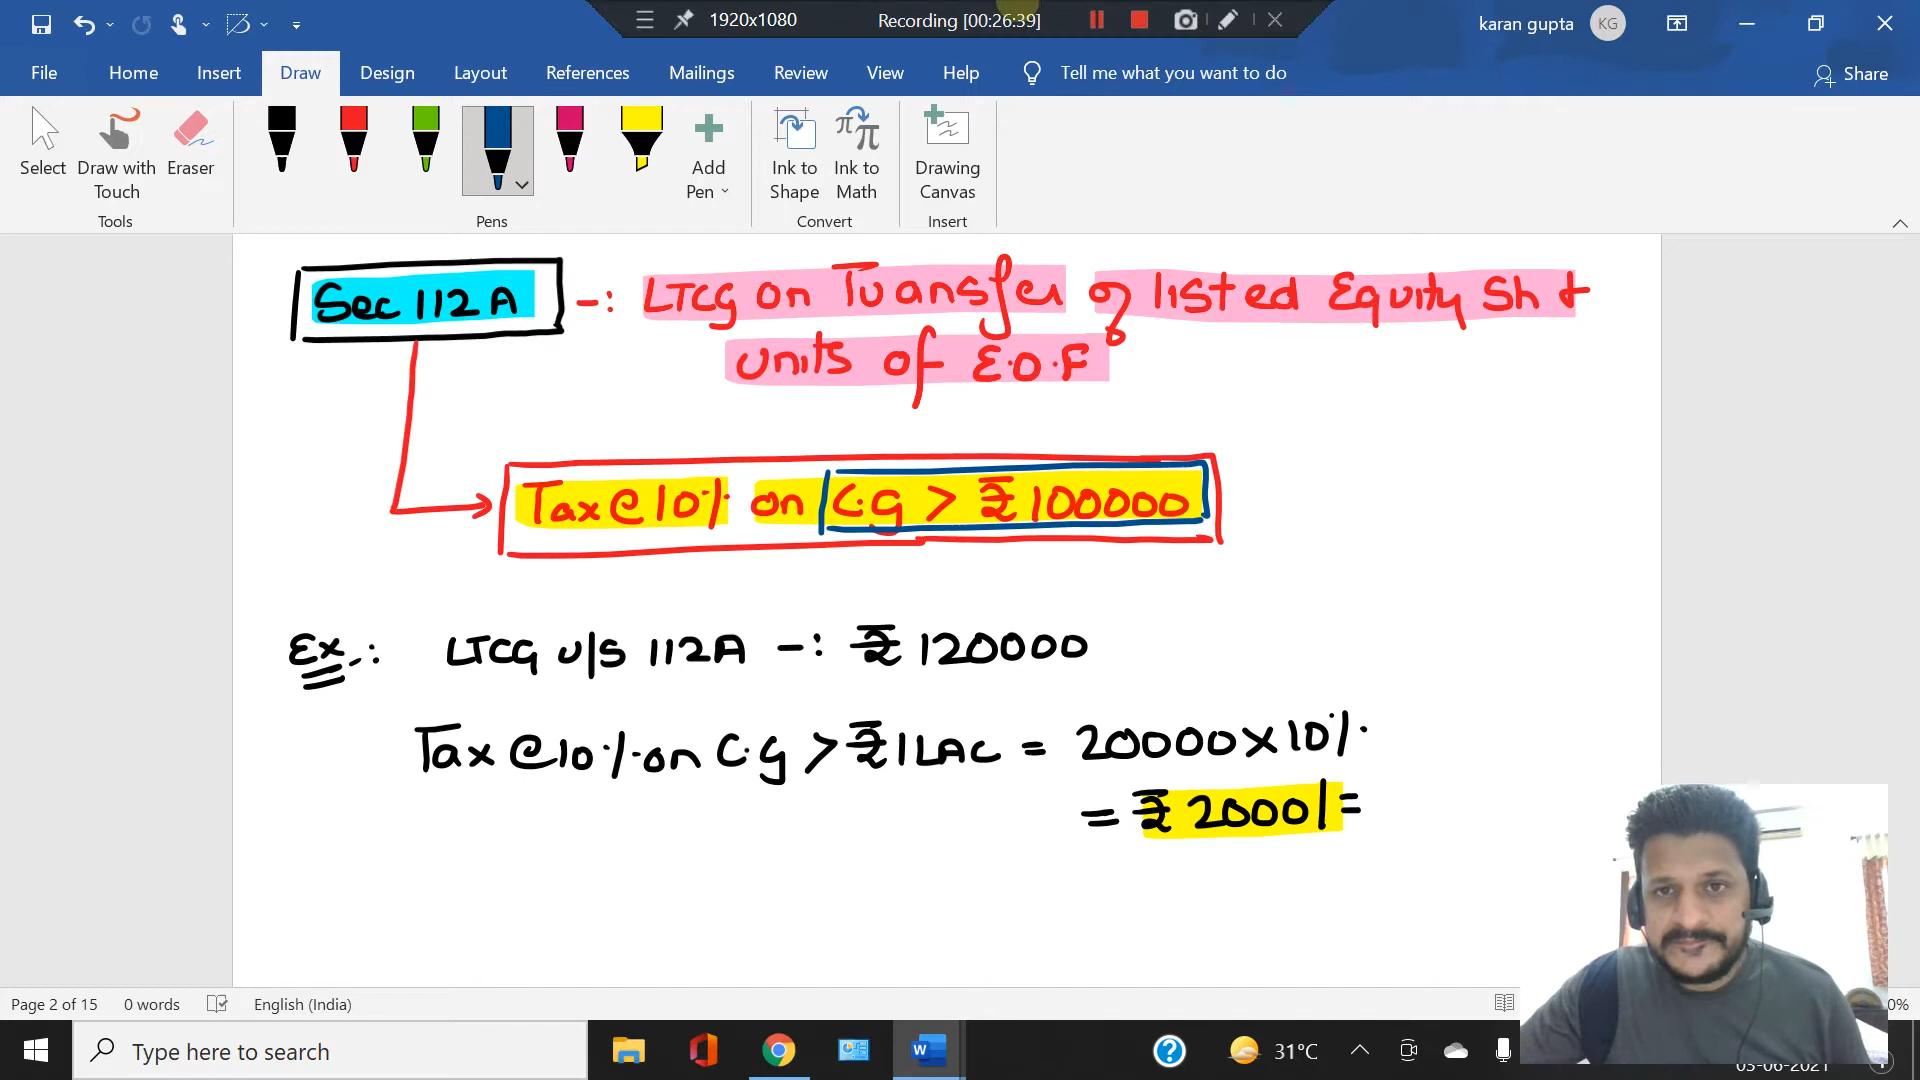 1920x1080
Recording [00:26:39]
karan gupta
KG
File
Home
Insert
Draw
Design
Layout
References
Mailings
Review
View
Help
Tell me what you want to do
Share
Select
Draw with
Touch
Eraser
Tools
Pens
Add
Pen
Ink to
Shape
Ink to
Math
Convert
Drawing
Canvas
Insert
Sec 112A -: LTCG on Transfer of listed Equity Sh &
units of E.O.F
Tax @ 10% on C.G > ₹ 100000
Ex-: LTCG u/s 112A -: ₹ 120000
Tax @ 10% on C.G > ₹ 1 LAC = 20000 x 10%
= ₹ 2000/=
Page 2 of 15
0 words
English (India)
0%
Type here to search
31°C
03-06-2021